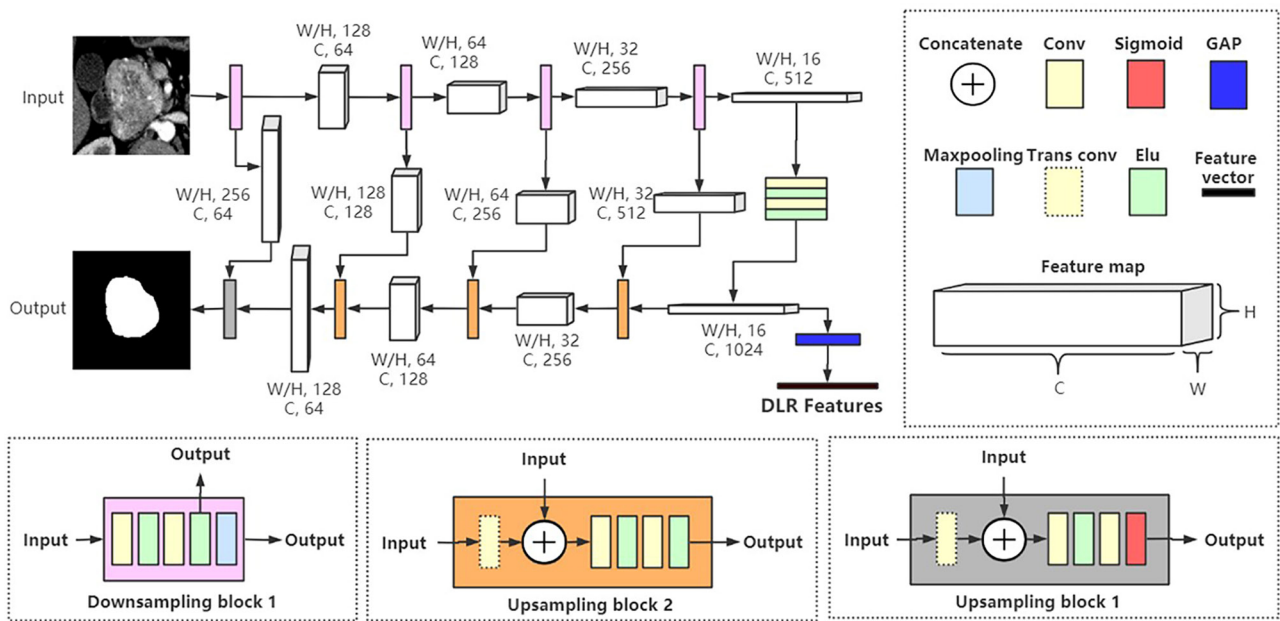 W/H, 128
C, 64
W/H, 64
C, 128
W/H, 32
C, 256
W/H, 16
C, 512
Input
W/H, 256
C, 64
W/H, 128
C, 128
W/H, 64
C, 256
W/H, 32
C, 512
Output
W/H, 128
C, 64
W/H, 64
C, 128
W/H, 32
C, 256
W/H, 16
C, 1024
DLR Features
Concatenate
Conv
Sigmoid
GAP
Maxpooling
Trans conv
Elu
Feature
vector
Feature map
H
C
W
Output
Input
Output
Downsampling block 1
Input
Input
Output
Upsampling block 2
Input
Input
Output
Upsampling block 1